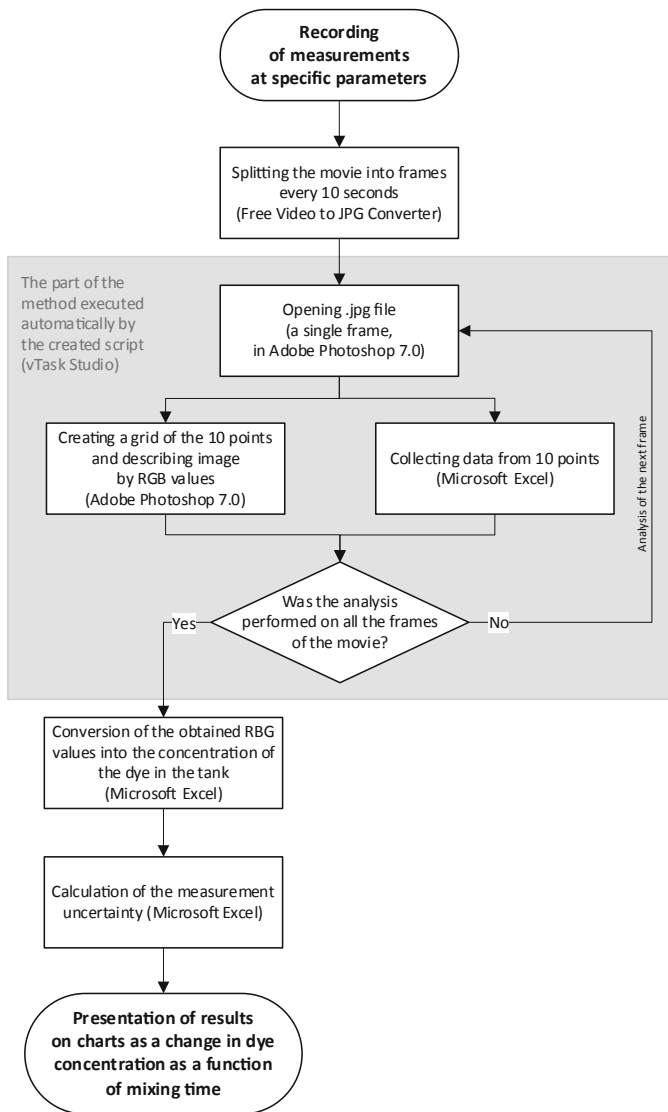 Recording
of measurements
at specific parameters
Splitting the movie into frames
every 10 seconds
(Free Video to JPG Converter)
The part of the
method executed
automatically by
the created script
(vTask Studio)
Opening .jpg file
(a single frame,
in Adobe Photoshop 7.0)
Creating a grid of the 10 points
and describing image
by RGB values
(Adobe Photoshop 7.0)
Collecting data from 10 points
(Microsoft Excel)
Analysis of the next frame
Was the analysis
performed on all the frames
of the movie?
Yes
No
Conversion of the obtained RBG
values into the concentration of
the dye in the tank
(Microsoft Excel)
Calculation of the measurement
uncertainty (Microsoft Excel)
Presentation of results
on charts as a change in dye
concentration as a function
of mixing time